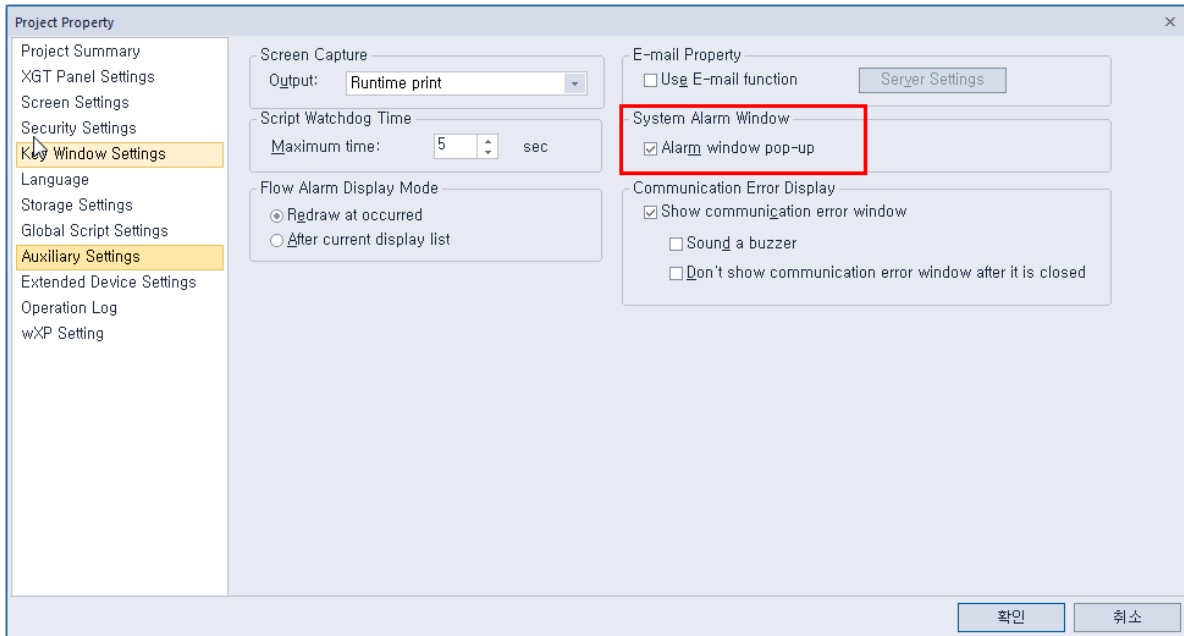 Project Property
Project Summary
XGT Panel Settings
Screen Settings
Security Settings
Key Window Settings
Language
Storage Settings
Global Script Settings
Auxiliary Settings
Extended Device Settings
Operation Log
wXP Setting
Screen Capture
Output: Runtime print
Script Watchdog Time
Maximum time: 5 sec
Flow Alarm Display Mode
Redraw at occurred
After current display list
E-mail Property
Use E-mail function Server Settings
System Alarm Window
Alarm window pop-up
Communication Error Display
Show communication error window
Sound a buzzer
Don't show communication error window after it is closed
확인 취소